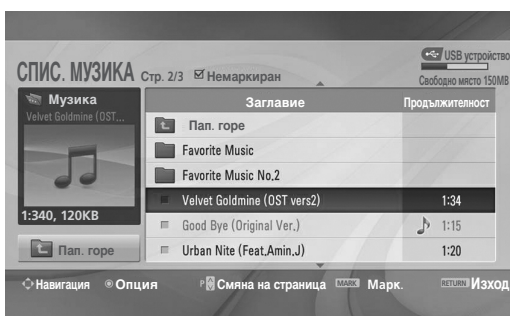 USB устройство
СПИС. МУЗИКА Стр. 2/3 Немаркиран
Свободно място 150MB
Музика
Velvet Goldmine (OST...
1:340, 120KB
Пап. горе
Заглавие Продължителност
Пап. горе
Favorite Music
Favorite Music No.2
Velvet Goldmine (OST vers2) 1:34
Good Bye (Original Ver.) 1:15
Urban Nite (Feat.Amin.J) 1:20
Навигация Опция P Смяна на страница MARK Марк. RETURN Изход